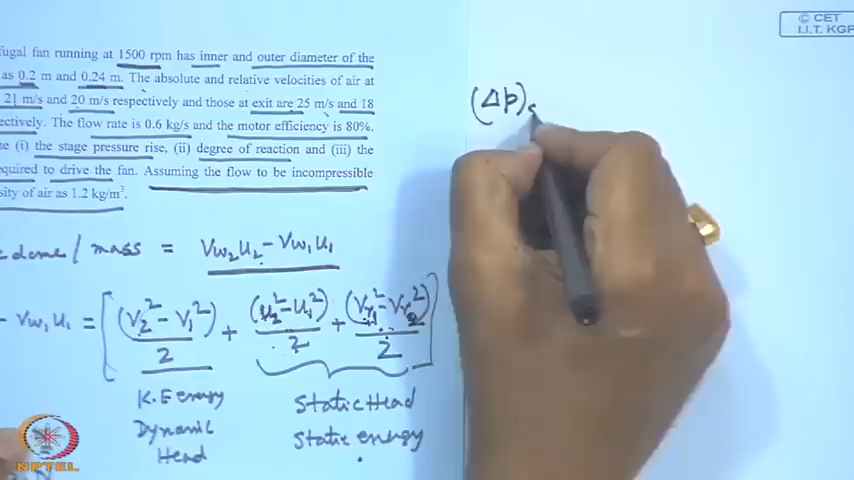 fugal fan running at 1500 rpm has inner and outer diameter of the
as 0.2 m and 0.24 m. The absolute and relative velocities of air at
21 m/s and 20 m/s respectively and those at exit are 25 m/s and 18
ectively. The flow rate is 0.6 kg/s and the motor efficiency is 80%.
e (i) the stage pressure rise, (ii) degree of reaction and (iii) the
equired to drive the fan. Assuming the flow to be incompressible
sity of air as 1.2 kg/m³.
e done / mass = Vw₂u₂ – Vw₁u₁
– Vw₁u₁ = [(V₂² – V₁²)/2 + (u₂² – u₁²)/2 + (Vr₁² – Vr₂²)/2]
K.E energy Static Head
Dynamic Static energy
Head
(Δp)s
© CET
I.I.T. KGP
NPTEL